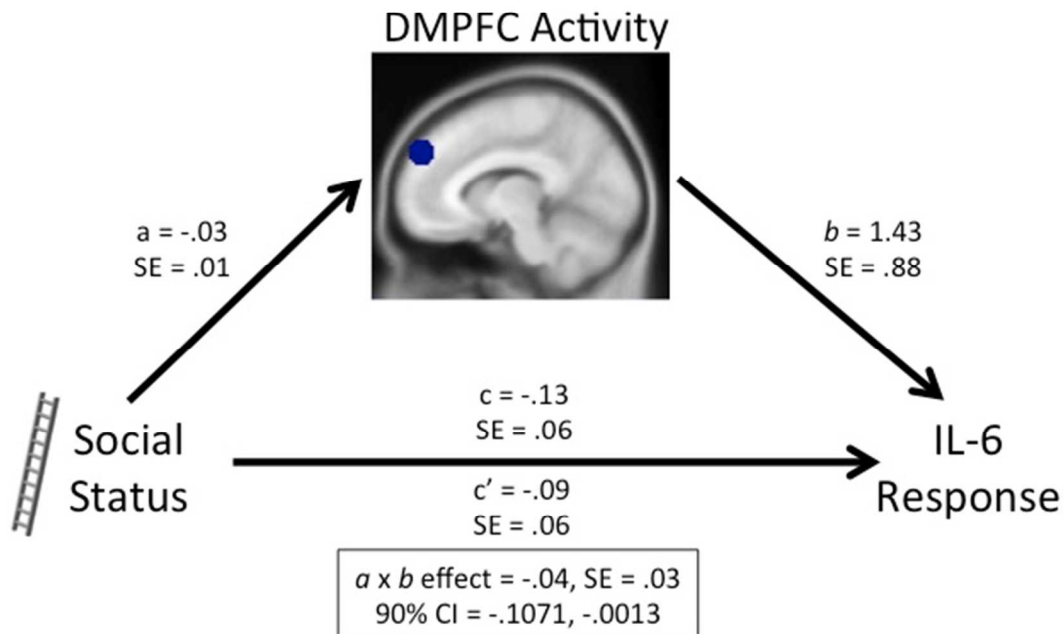 DMPFC Activity
a = -.03
SE = .01
b = 1.43
SE = .88
c = -.13
SE = .06
Social
Status
IL-6
Response
c’ = -.09
SE = .06
a x b effect = -.04, SE = .03
90% CI = -.1071, -.0013